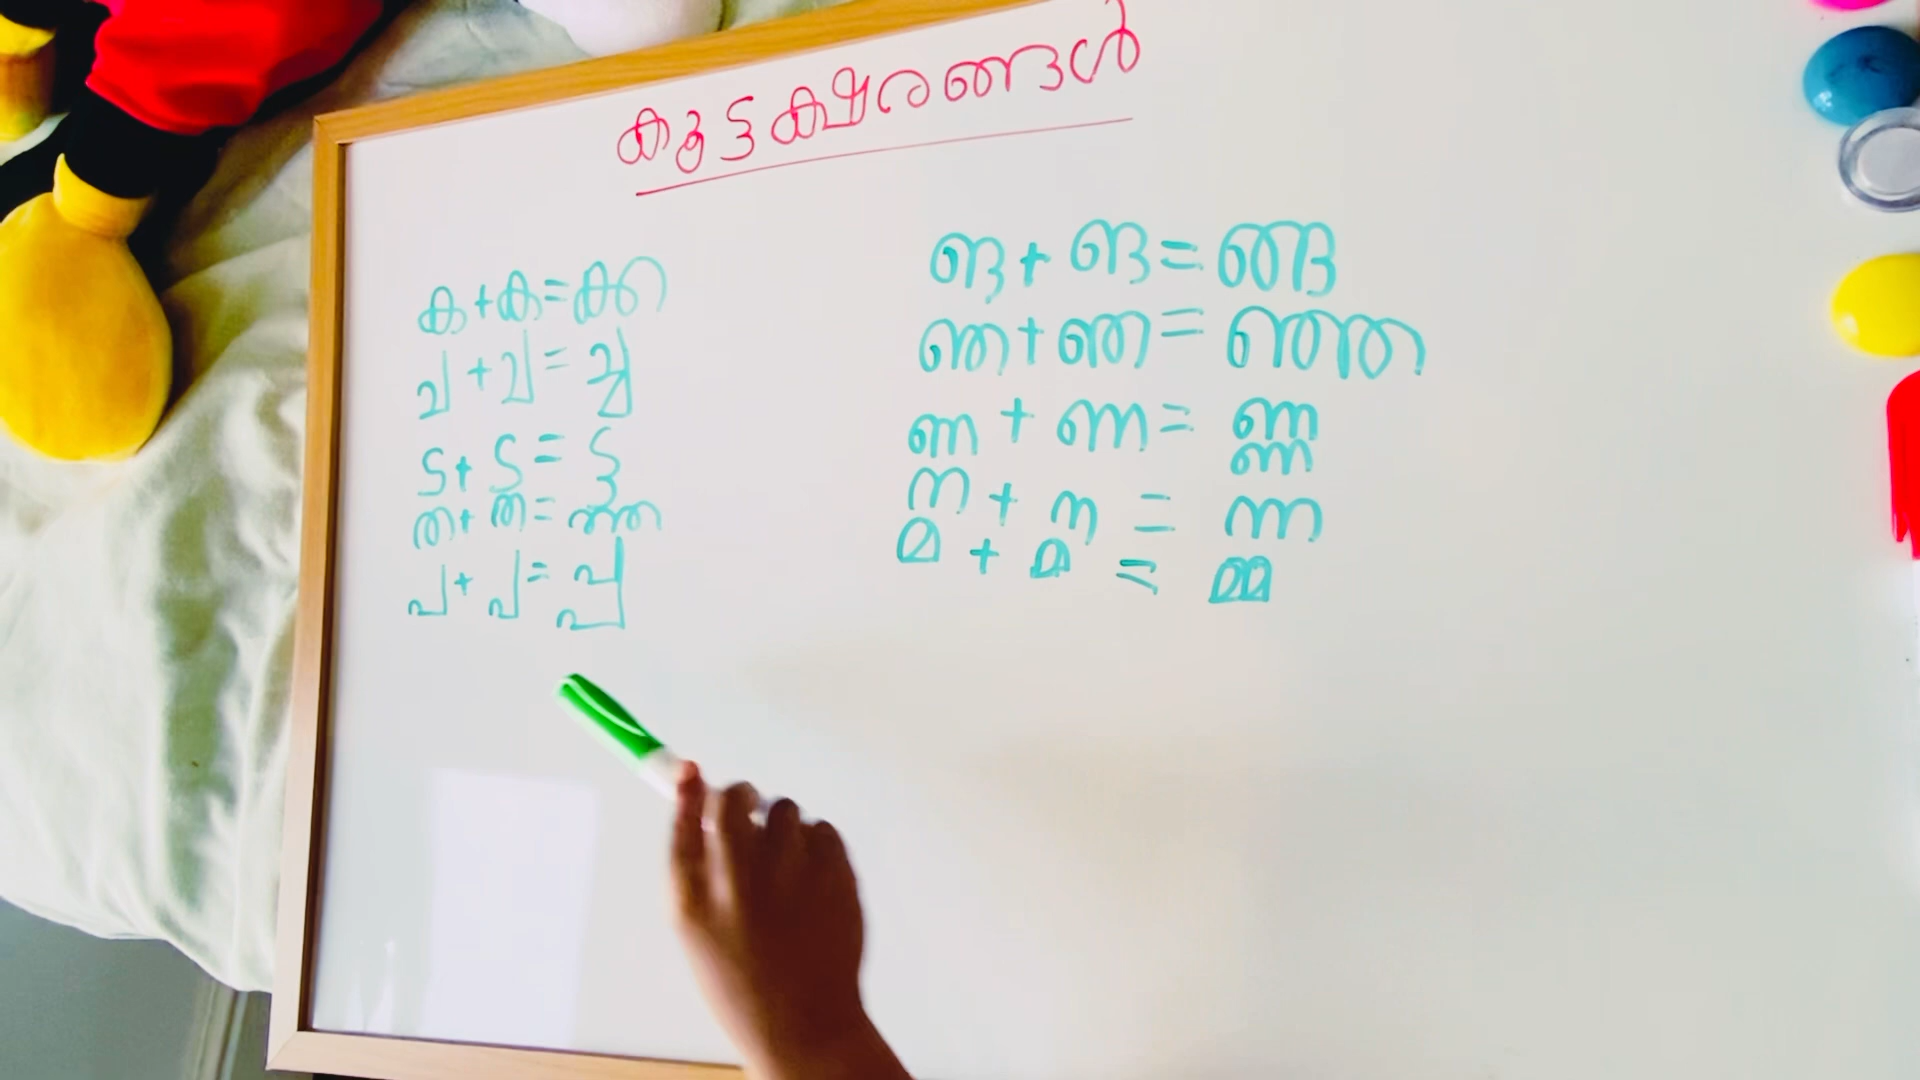 കൂട്ടക്ഷരങ്ങൾ
ക + ക = ക്ക
ച + ച = ച്ച
ട + ട = ട്ട
ത + ത = ത്ത
പ + പ = പ്പ
ങ + ങ = ങ്ങ
ഞ + ഞ = ഞ്ഞ
ണ + ണ = ണ്ണ
ന + ന = ന്ന
മ + മ = മ്മ